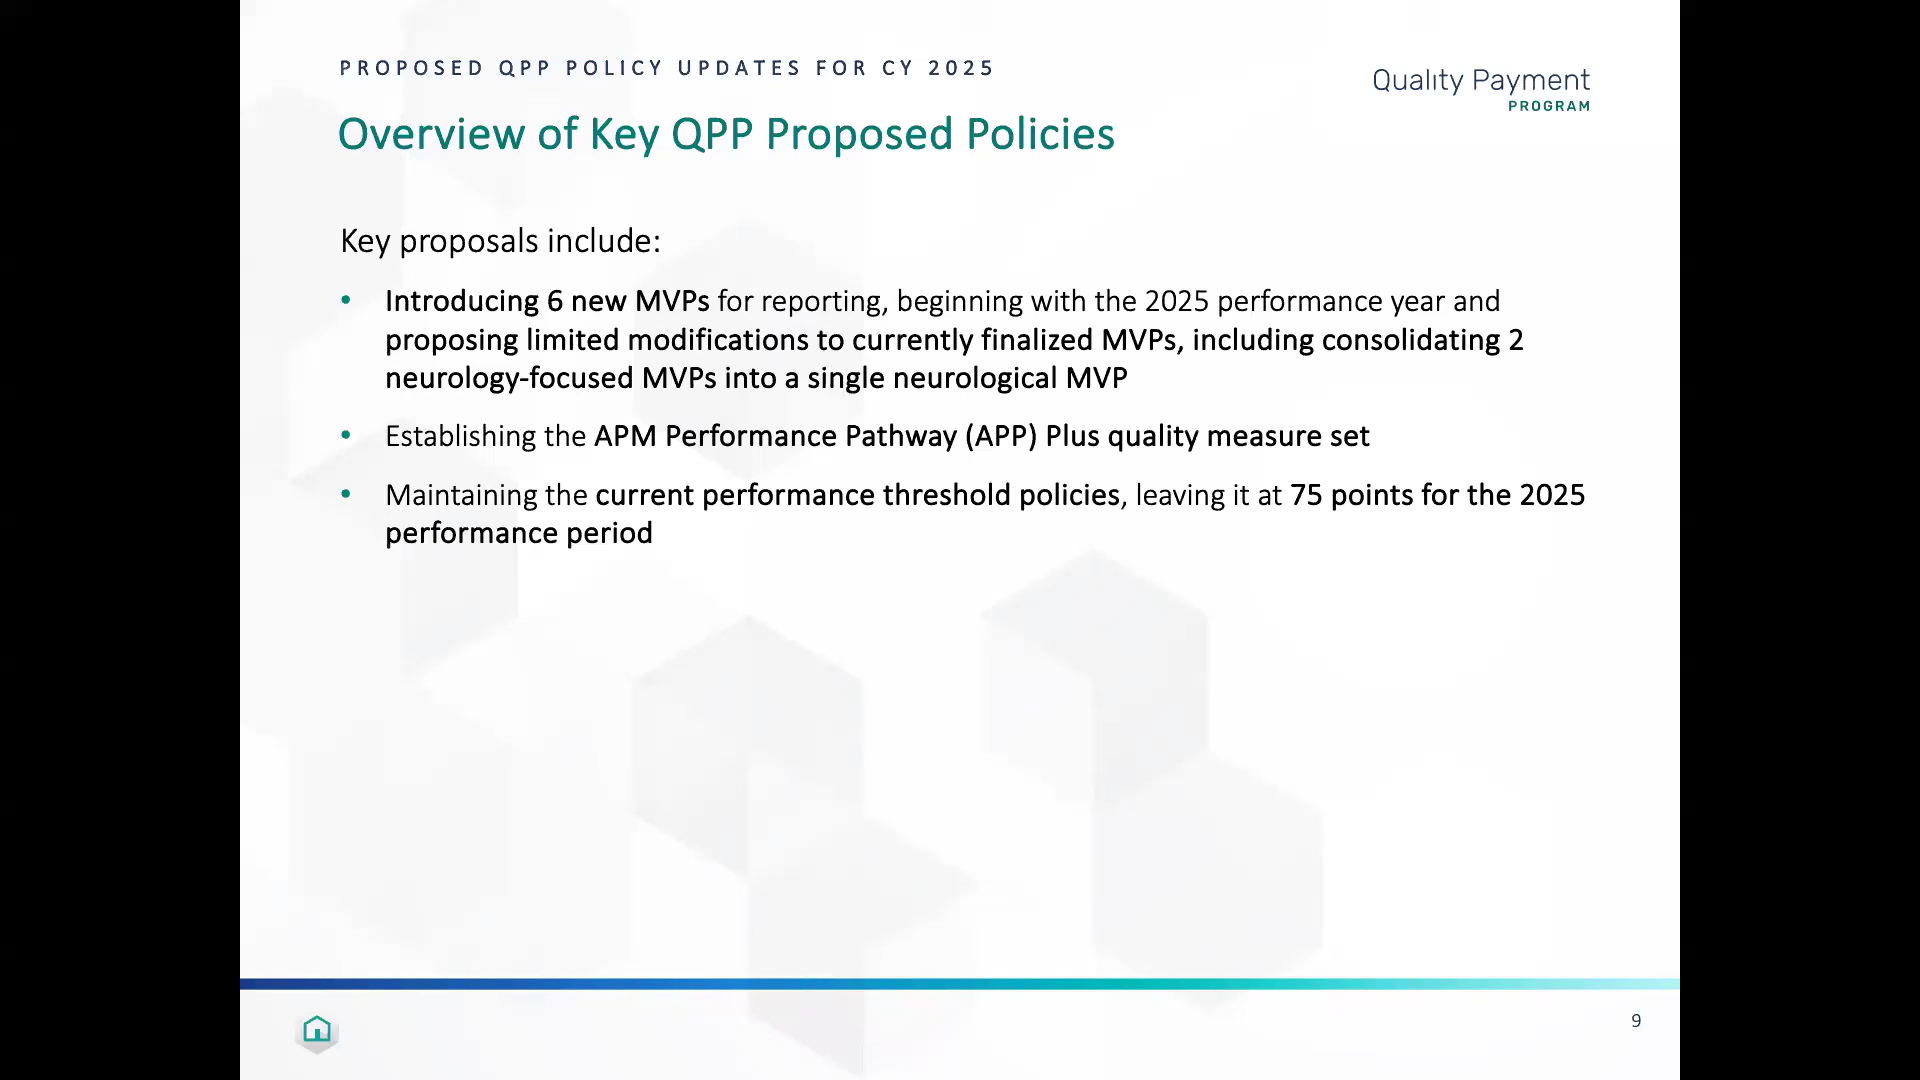 PROPOSED QPP POLICY UPDATES FOR CY 2025
Quality Payment
PROGRAM
Overview of Key QPP Proposed Policies
Key proposals include:
• Introducing 6 new MVPs for reporting, beginning with the 2025 performance year and
proposing limited modifications to currently finalized MVPs, including consolidating 2
neurology-focused MVPs into a single neurological MVP
• Establishing the APM Performance Pathway (APP) Plus quality measure set
• Maintaining the current performance threshold policies, leaving it at 75 points for the 2025
performance period
9